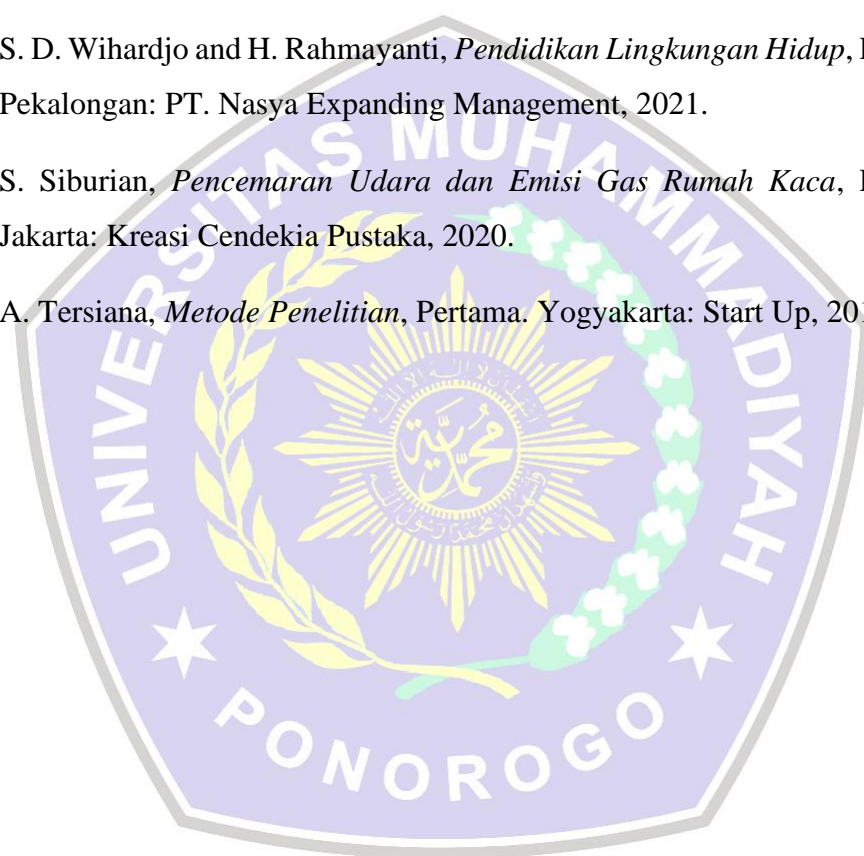 S. D. Wihardjo and H. Rahmayanti, Pendidikan Lingkungan Hidup,
Pekalongan: PT. Nasya Expanding Management, 2021.
S. Siburian, Pencemaran Udara dan Emisi Gas Rumah Kaca,
Jakarta: Kreasi Cendekia Pustaka, 2020.
A. Tersiana, Metode Penelitian, Pertama. Yogyakarta: Start Up,
UNIVERSITAS MUHAMMADIYAH
PONOROGO
محمدية